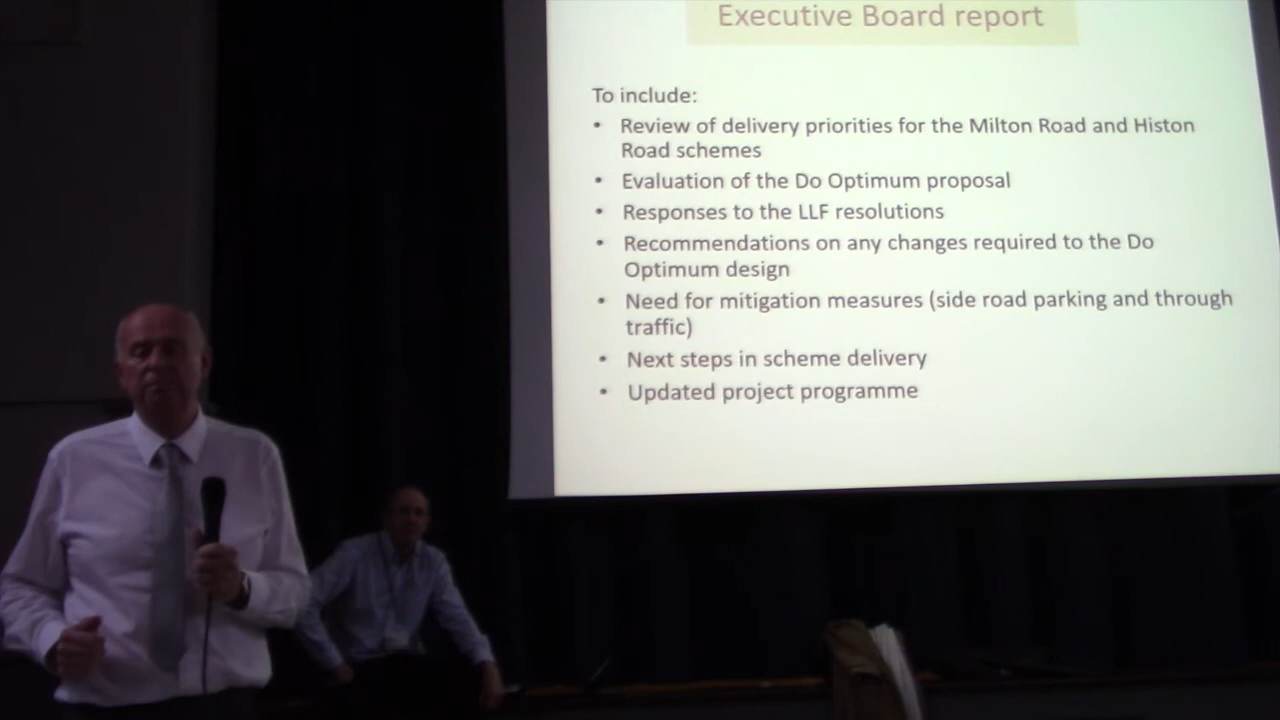 Executive Board report
To include:
• Review of delivery priorities for the Milton Road and Histon
Road schemes
• Evaluation of the Do Optimum proposal
• Responses to the LLF resolutions
• Recommendations on any changes required to the Do
Optimum design
• Need for mitigation measures (side road parking and through
traffic)
• Next steps in scheme delivery
• Updated project programme